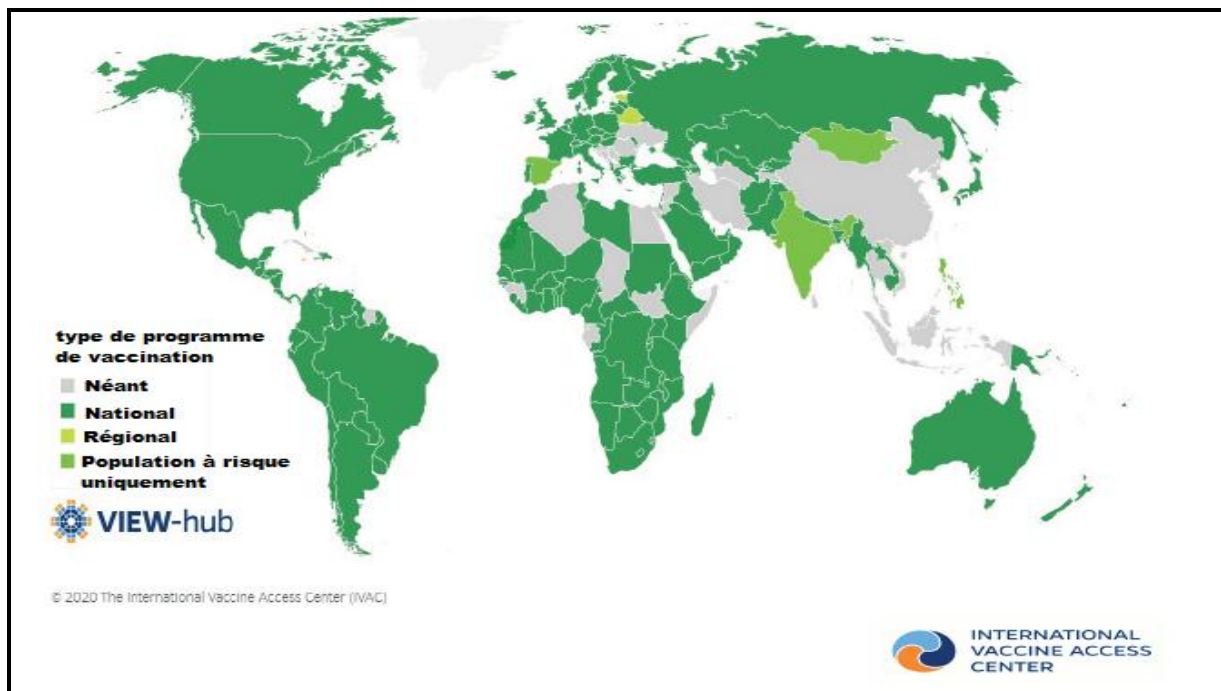 type de programme
de vaccination
Néant
National
Régional
Population à risque
uniquement
VIEW-hub
© 2020 The International Vaccine Access Center (IVAC)
INTERNATIONAL
VACCINE ACCESS
CENTER